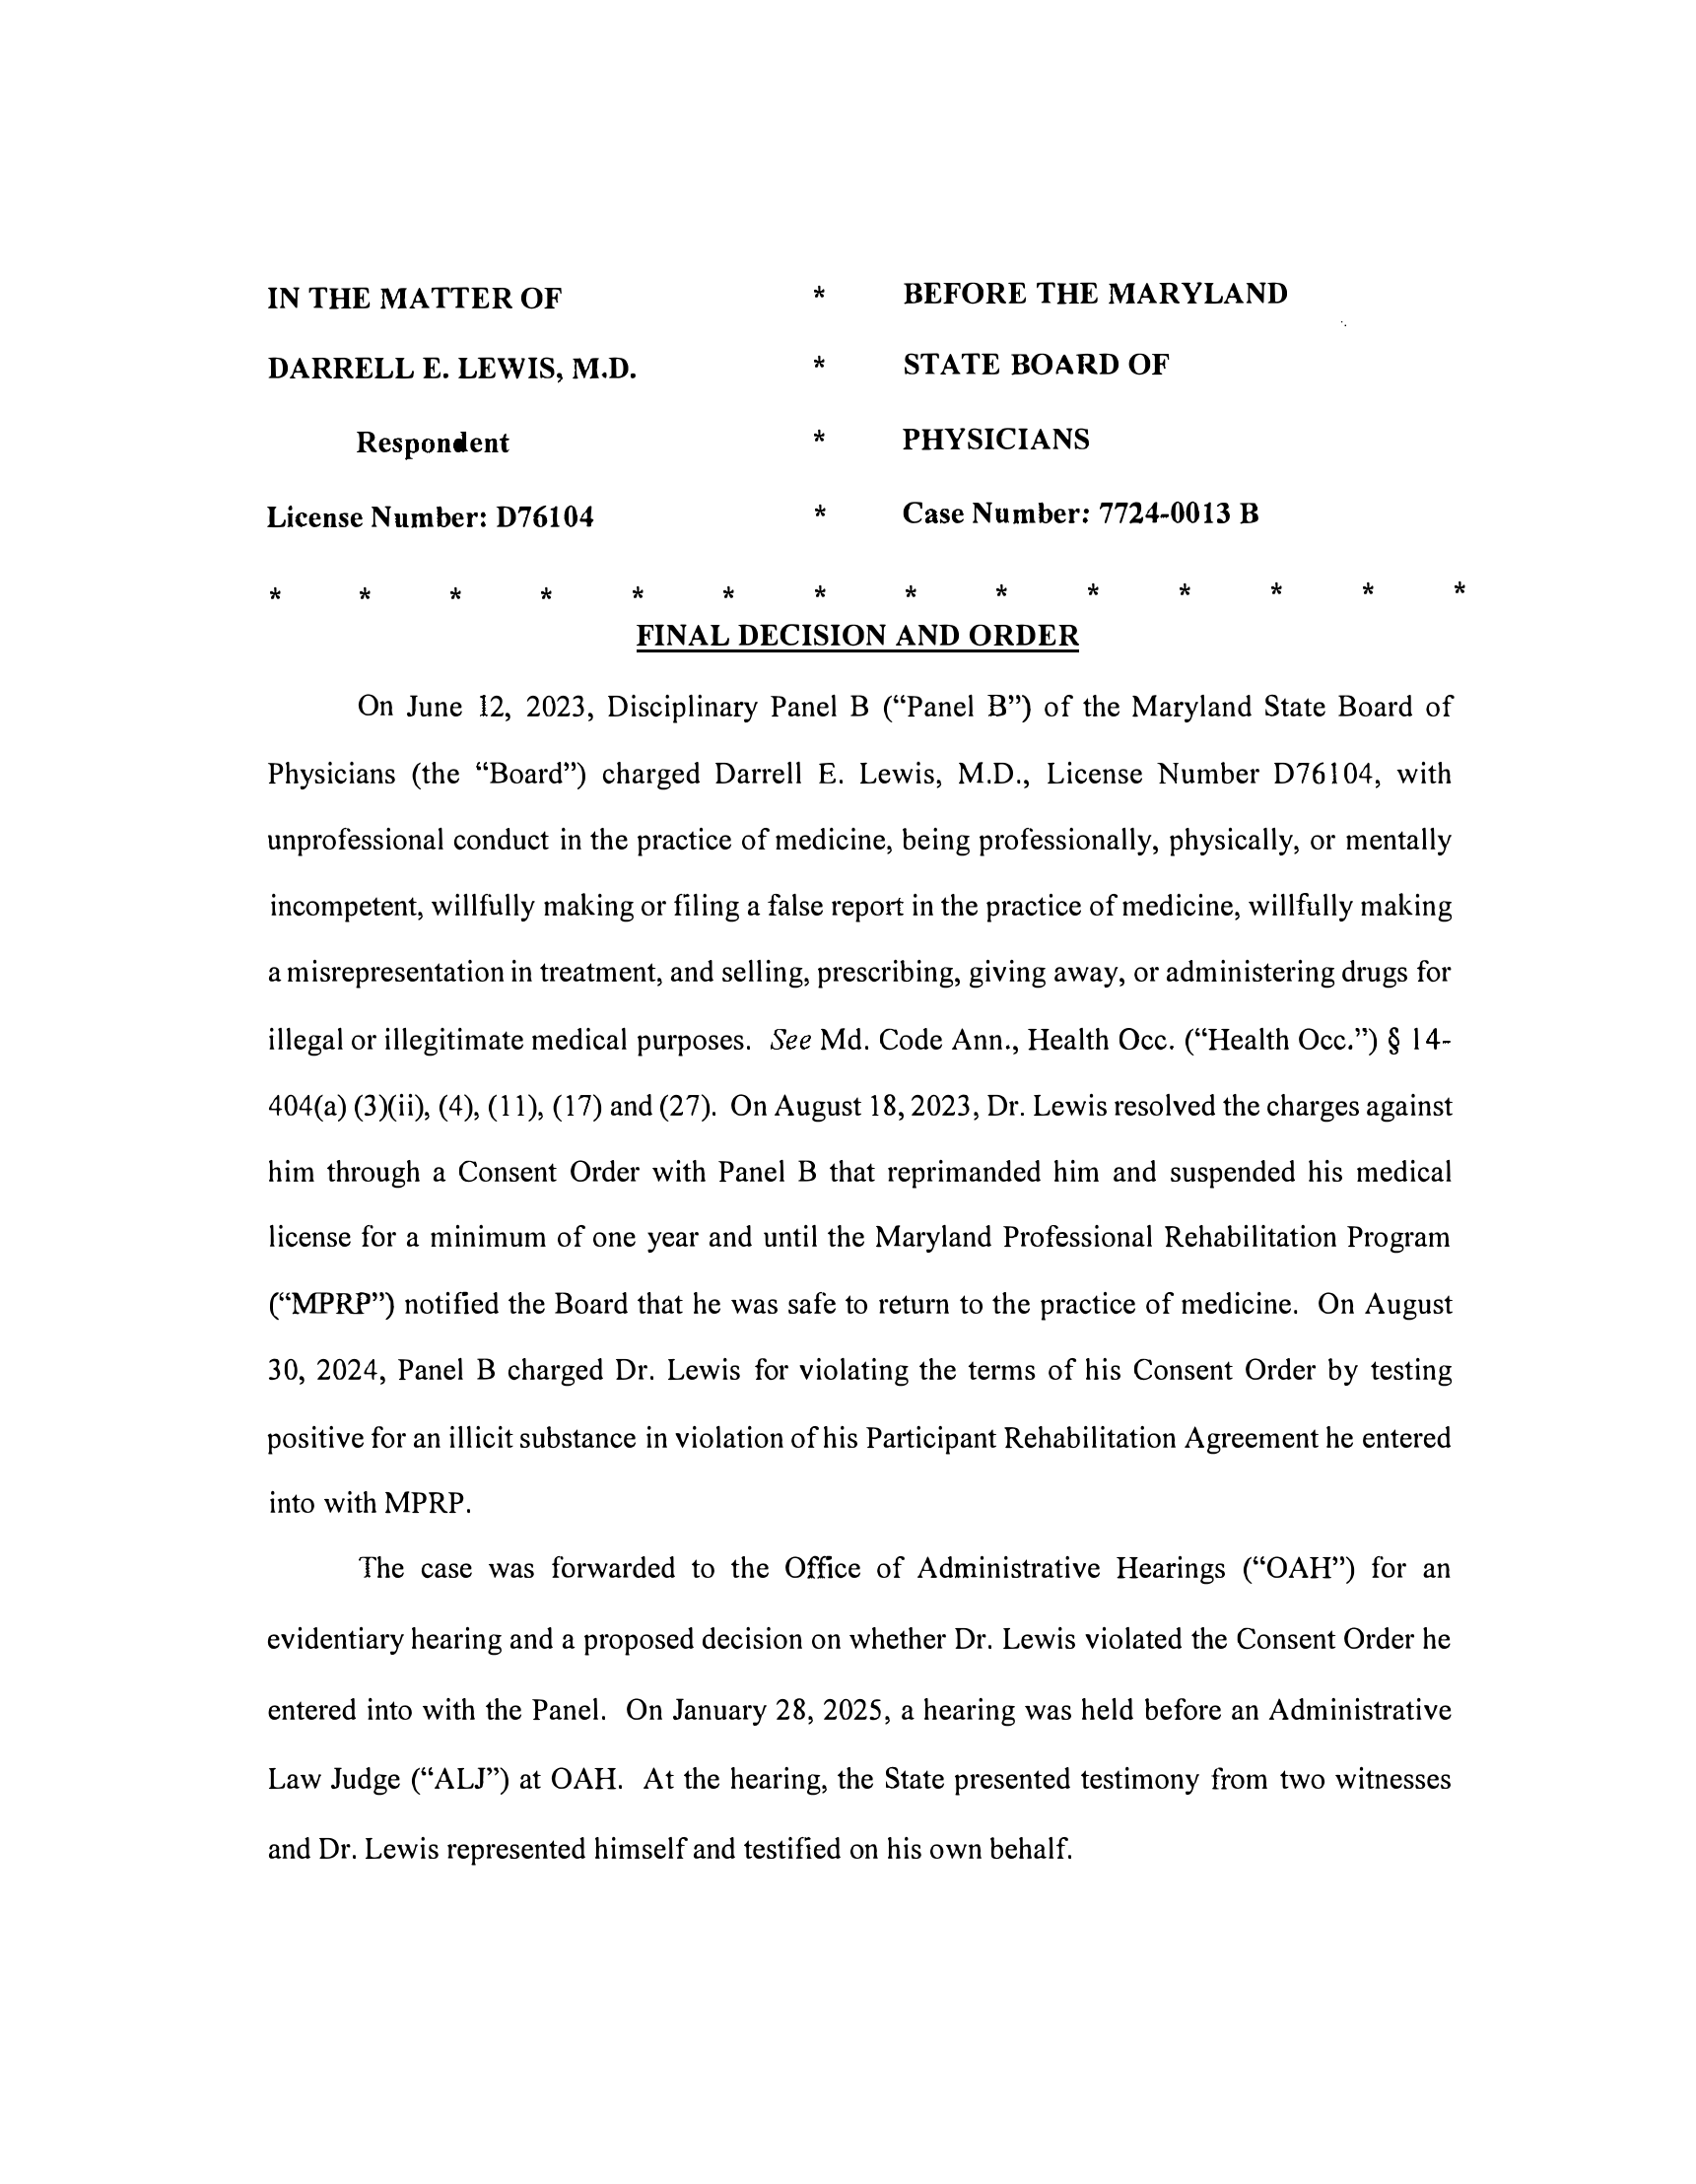 IN THE MATTER OF * BEFORE THE MARYLAND
DARRELL E. LEWIS, M.D. * STATE BOARD OF
Respondent * PHYSICIANS
License Number: D76104 * Case Number: 7724-0013 B
* * * * * * * * * * * * * *
FINAL DECISION AND ORDER
On June 12, 2023, Disciplinary Panel B (“Panel B”) of the Maryland State Board of
Physicians (the “Board”) charged Darrell E. Lewis, M.D., License Number D76104, with
unprofessional conduct in the practice of medicine, being professionally, physically, or mentally
incompetent, willfully making or filing a false report in the practice of medicine, willfully making
a misrepresentation in treatment, and selling, prescribing, giving away, or administering drugs for
illegal or illegitimate medical purposes. See Md. Code Ann., Health Occ. (“Health Occ.”) § 14-
404(a) (3)(ii), (4), (11), (17) and (27). On August 18, 2023, Dr. Lewis resolved the charges against
him through a Consent Order with Panel B that reprimanded him and suspended his medical
license for a minimum of one year and until the Maryland Professional Rehabilitation Program
(“MPRP”) notified the Board that he was safe to return to the practice of medicine. On August
30, 2024, Panel B charged Dr. Lewis for violating the terms of his Consent Order by testing
positive for an illicit substance in violation of his Participant Rehabilitation Agreement he entered
into with MPRP.
The case was forwarded to the Office of Administrative Hearings (“OAH”) for an
evidentiary hearing and a proposed decision on whether Dr. Lewis violated the Consent Order he
entered into with the Panel. On January 28, 2025, a hearing was held before an Administrative
Law Judge (“ALJ”) at OAH. At the hearing, the State presented testimony from two witnesses
and Dr. Lewis represented himself and testified on his own behalf.